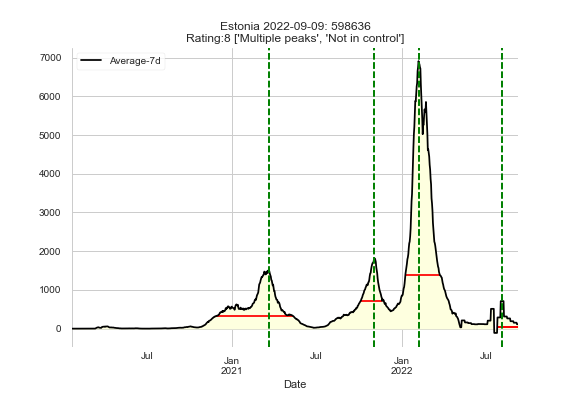 Estonia 2022-09-09: 598636
Rating:8 ['Multiple peaks', 'Not in control']
Average-7d
7000
6000
5000
4000
3000
2000
1000
0
Jul
Jan
2021
Jul
Jan
2022
Jul
Date